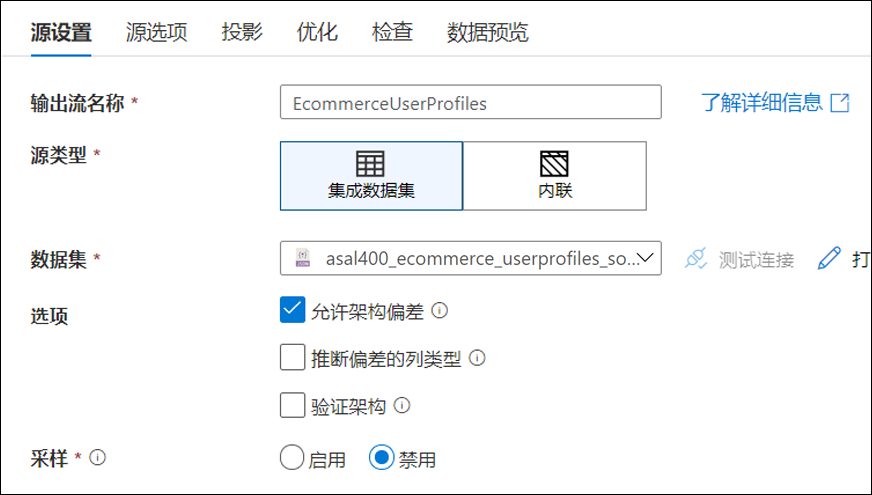 源设置 源选项 投影 优化 检查 数据预览
输出流名称 * EcommerceUserProfiles 了解详细信息
源类型 * 集成数据集 内联
数据集 * asal400_ecommerce_userprofiles_so... 测试连接 打
选项 允许架构偏差
推断偏差的列类型
验证架构
采样 * 启用 禁用